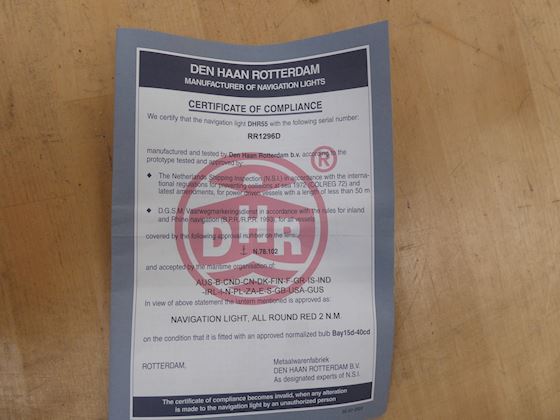 DEN HAAN ROTTERDAM
MANUFACTURER OF NAVIGATION LIGHTS
CERTIFICATE OF COMPLIANCE
We certify that the navigation light DHR55 with the following serial number:
RR1296D
manufactured and tested by Den Haan Rotterdam b.v. according to the
prototype tested and approved by:
R
• The Netherlands Shipping Inspection (N.S.I.) in accordance with the interna-
tional regulations for preventing collisions at sea 1972 (COLREG 72) and
latest amendments, for power driven vessels with a length of less than 50 m
• D.G.S.M. Vaarwegmarkeringsdienst in accordance with the rules for inland
and Rhine navigation (B.P.R./R.P.R. 1993), for all vessels
DHR
covered by the following approval number on the lens:
N.78.102
and accepted by the maritime organisation of:
AUS-B-CND-CN-DK-FIN-F-GR-IS-IND
IRL-I-N-PL-ZA-E-S-GB-USA-GUS
In view of above statement the lantern mentioned is approved as:
NAVIGATION LIGHT, ALL ROUND RED 2 N.M.
on the condition that it is fitted with an approved normalized bulb Bay15d-40cd
ROTTERDAM,
Metaalwarenfabriek
DEN HAAN ROTTERDAM B.V.
As designated experts of N.S.I.
The certificate of compliance becomes invalid, when any alteration
is made to the navigation light by an unauthorized person